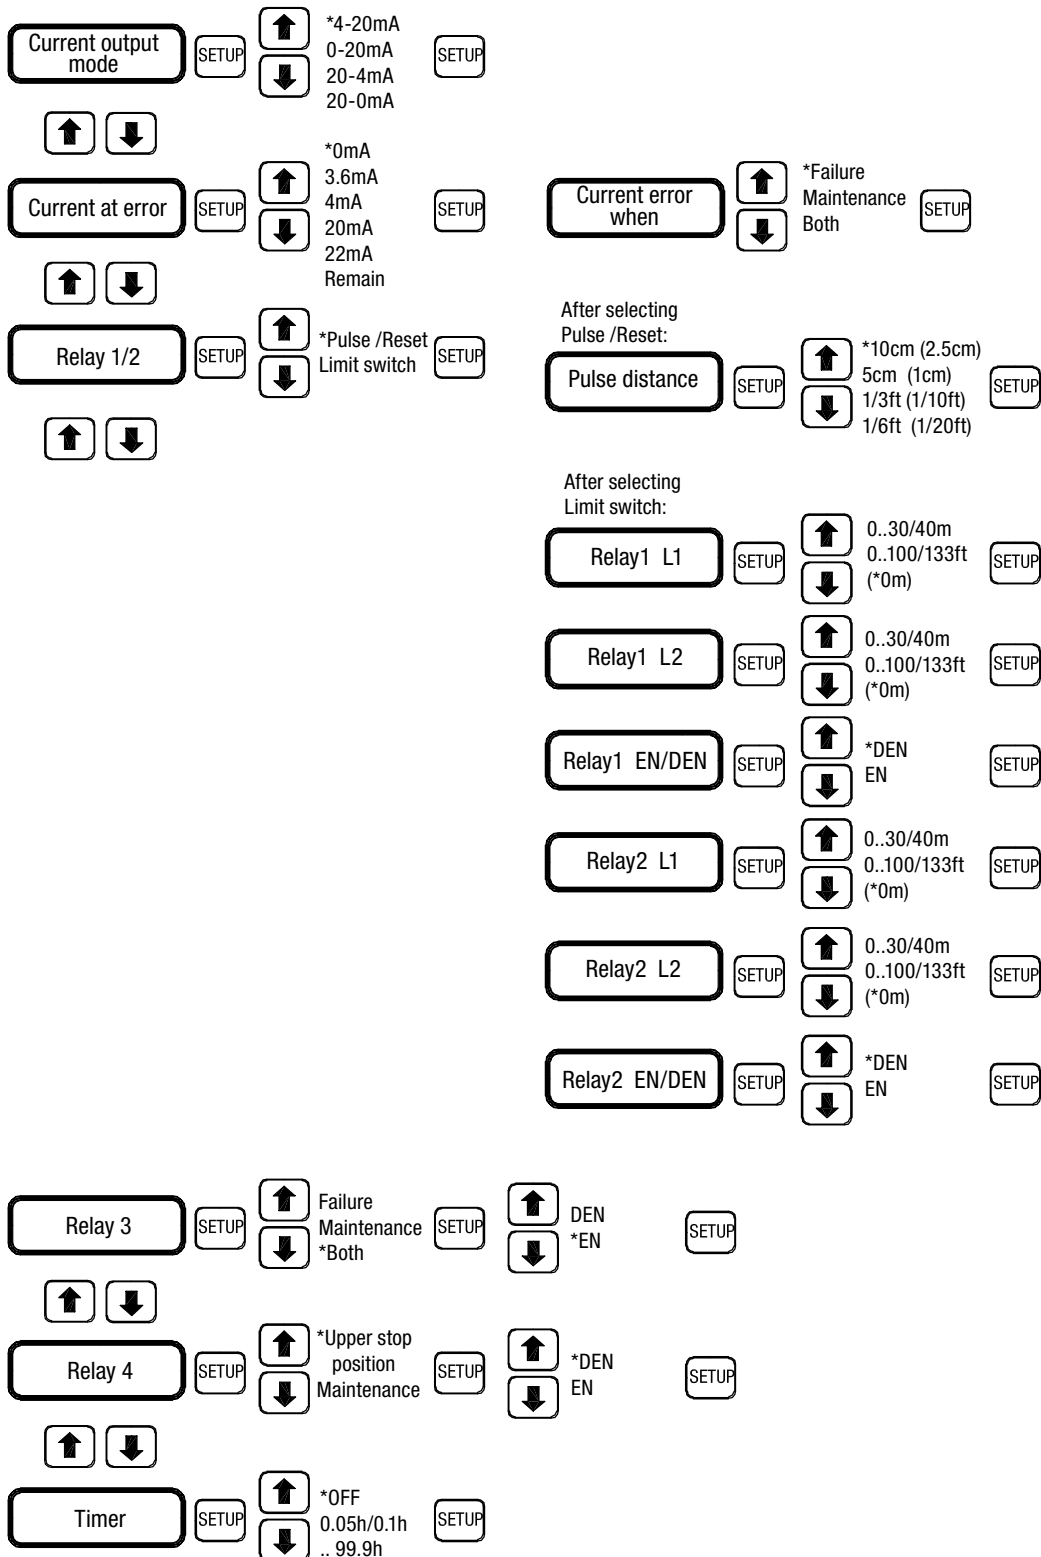 Current output
mode
SETUP
*4-20mA
0-20mA
20-4mA
20-0mA
SETUP
Current at error
SETUP
*0mA
3.6mA
4mA
20mA
22mA
Remain
SETUP
Current error
when
*Failure
Maintenance
Both
SETUP
Relay 1/2
SETUP
*Pulse /Reset
Limit switch
SETUP
After selecting
Pulse /Reset:
Pulse distance
SETUP
*10cm (2.5cm)
5cm (1cm)
1/3ft (1/10ft)
1/6ft (1/20ft)
SETUP
After selecting
Limit switch:
Relay1 L1
SETUP
0..30/40m
0..100/133ft
(*0m)
SETUP
Relay1 L2
SETUP
0..30/40m
0..100/133ft
(*0m)
SETUP
Relay1 EN/DEN
SETUP
*DEN
EN
SETUP
Relay2 L1
SETUP
0..30/40m
0..100/133ft
(*0m)
SETUP
Relay2 L2
SETUP
0..30/40m
0..100/133ft
(*0m)
SETUP
Relay2 EN/DEN
SETUP
*DEN
EN
SETUP
Relay 3
SETUP
Failure
Maintenance
*Both
SETUP
DEN
*EN
SETUP
Relay 4
SETUP
*Upper stop
position
Maintenance
SETUP
*DEN
EN
SETUP
Timer
SETUP
*OFF
0.05h/0.1h
.. 99.9h
SETUP